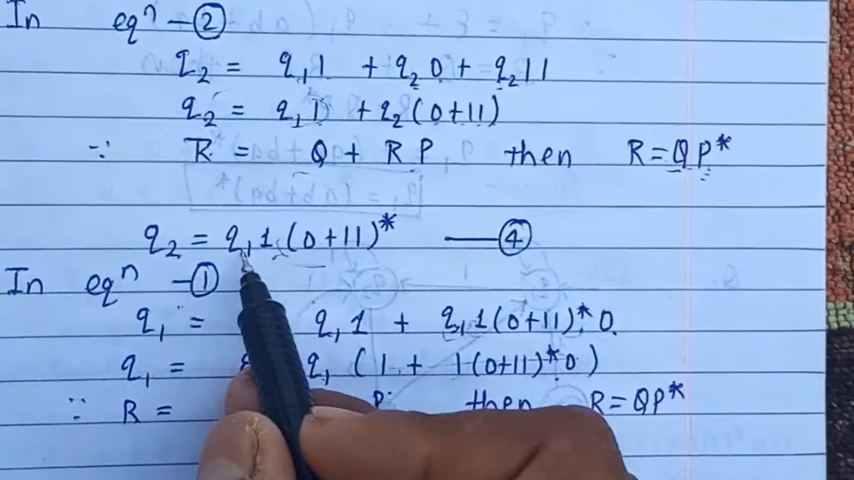 In eqⁿ - ②
q₂ = q₁1 + q₂0 + q₂11
q₂ = q₁1 + q₂(0+11)
∵ R = Q + RP then R = QP*
q₂ = q₁1(0+11)* — ④
In eqⁿ - ①
q₁ = q₁1 + q₁1(0+11)*0
q₁ = q₁(1 + 1(0+11)*0)
∵ R = P then R = QP*